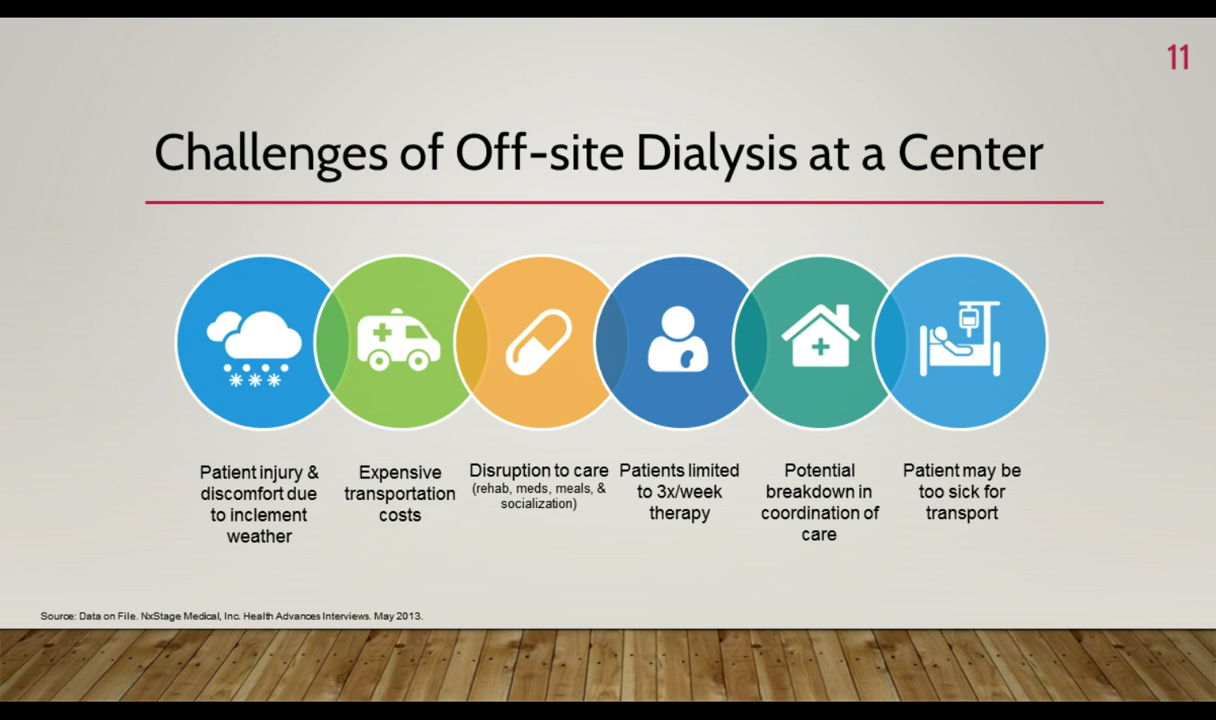 11
Challenges of Off-site Dialysis at a Center
Patient injury &
discomfort due
to inclement
weather
Expensive
transportation
costs
Disruption to care
(rehab, meds, meals, &
socialization)
Patients limited
to 3x/week
therapy
Potential
breakdown in
coordination of
care
Patient may be
too sick for
transport
Source: Data on File. NxStage Medical, Inc. Health Advances Interviews. May 2013.